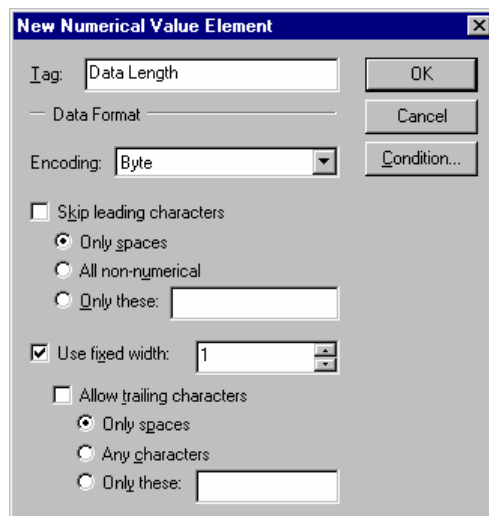 New Numerical Value Element
Tag: Data Length
OK
Data Format
Cancel
Encoding: Byte
Condition...
Skip leading characters
Only spaces
All non-numerical
Only these:
Use fixed width: 1
Allow trailing characters
Only spaces
Any characters
Only these: